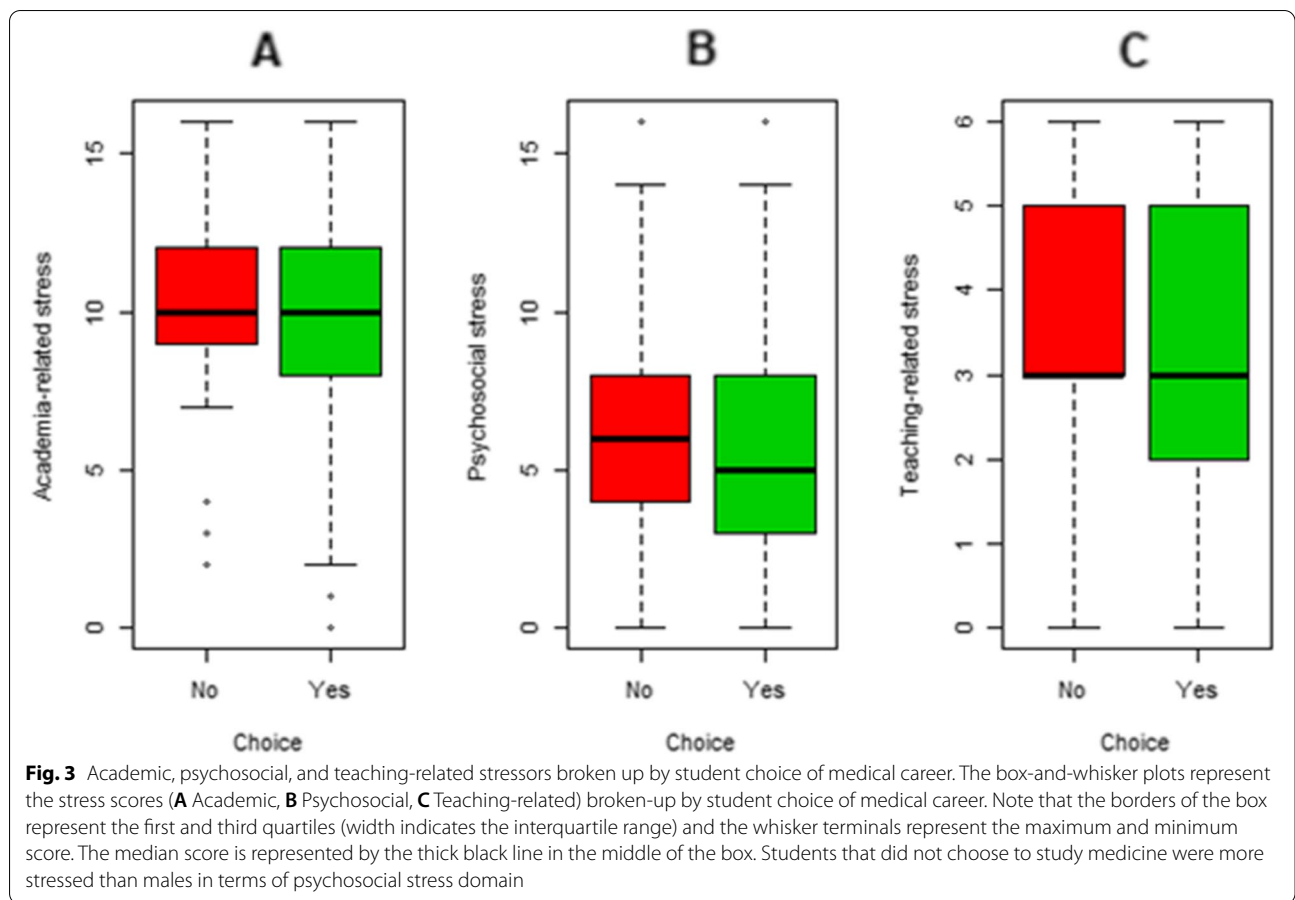 A
B
C
Academia-related stress
15
10
5
0
No
Yes
Choice
Psychosocial stress
15
10
5
0
No
Yes
Choice
Teaching-related stress
6
5
4
3
2
1
0
No
Yes
Choice
Fig. 3 Academic, psychosocial, and teaching-related stressors broken up by student choice of medical career. The box-and-whisker plots represent
the stress scores (A Academic, B Psychosocial, C Teaching-related) broken-up by student choice of medical career. Note that the borders of the box
represent the first and third quartiles (width indicates the interquartile range) and the whisker terminals represent the maximum and minimum
score. The median score is represented by the thick black line in the middle of the box. Students that did not choose to study medicine were more
stressed than males in terms of psychosocial stress domain